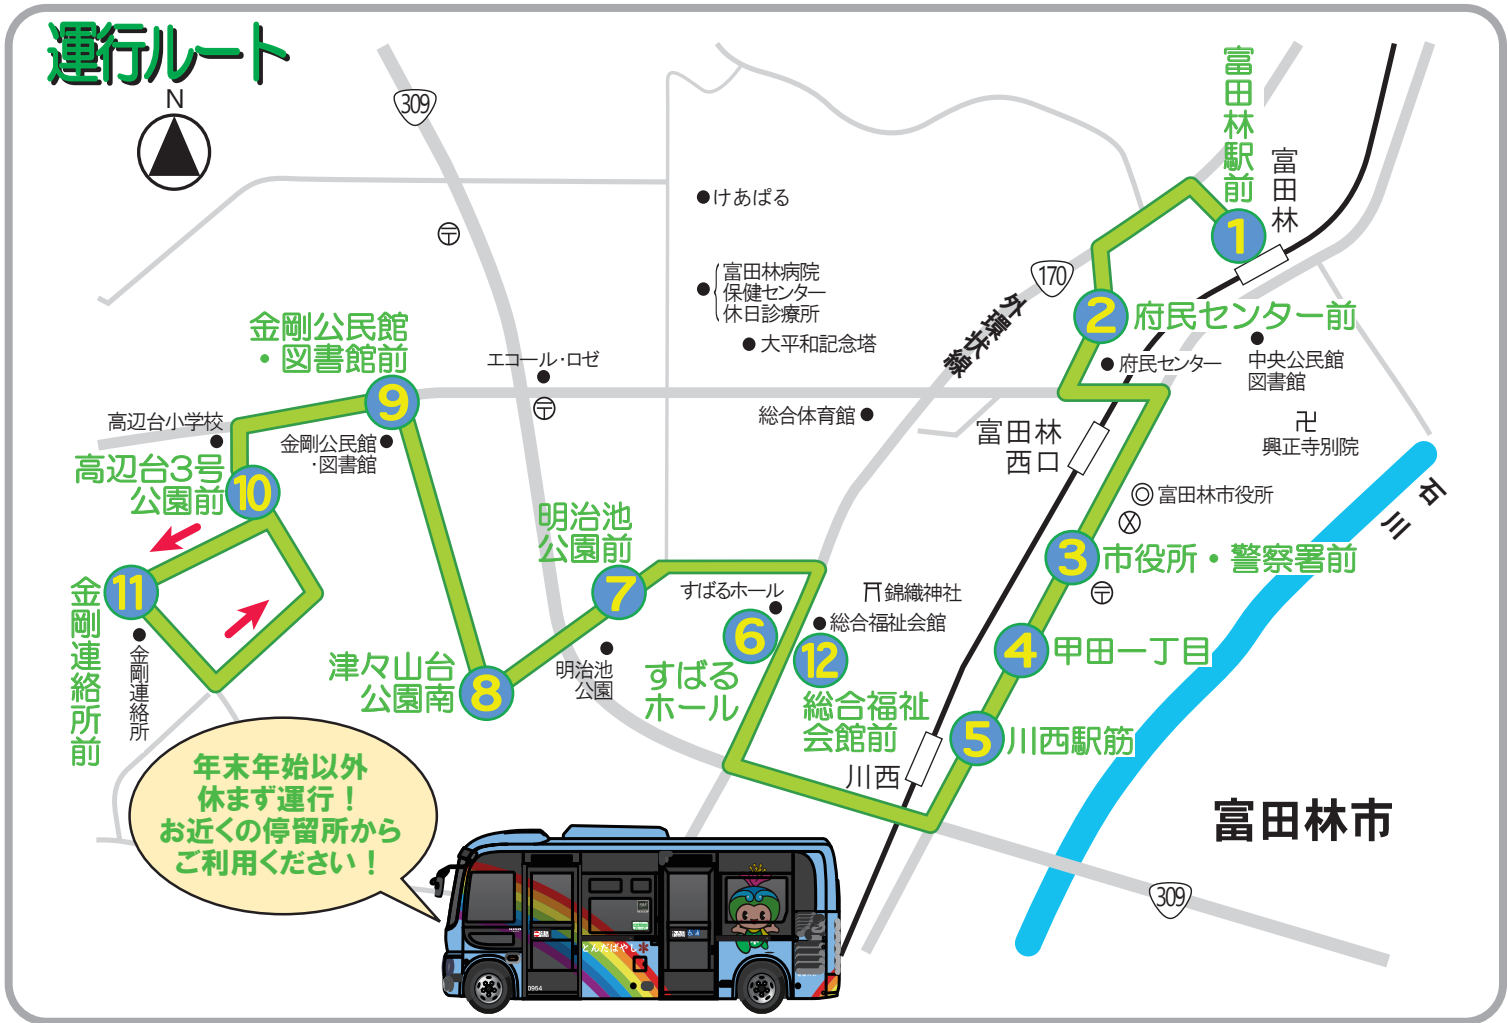 運行ルート
N
309
富田林駅前
富田林
1
けあぱる
富田林病院
保健センター
休日診療所
大平和記念塔
170
外環状線
2
府民センター前
府民センター
中央公民館
図書館
卍
興正寺別院
金剛公民館
・図書館前
エコール・ロゼ
〒
〒
9
高辺台小学校
金剛公民館
・図書館
総合体育館
富田林
西口
高辺台3号
公園前
10
富田林市役所
石川
明治池
公園前
7
3
市役所・警察署前
〒
11
金剛連絡所前
金剛連絡所
すばるホール
6
すばる
ホール
錦織神社
総合福祉会館
12
総合福祉
会館前
4
甲田一丁目
津々山台
公園南
8
明治池
公園
5
川西駅筋
川西
年末年始以外
休まず運行！
お近くの停留所から
ご利用ください！
富田林市
309
とんだばやし
0954